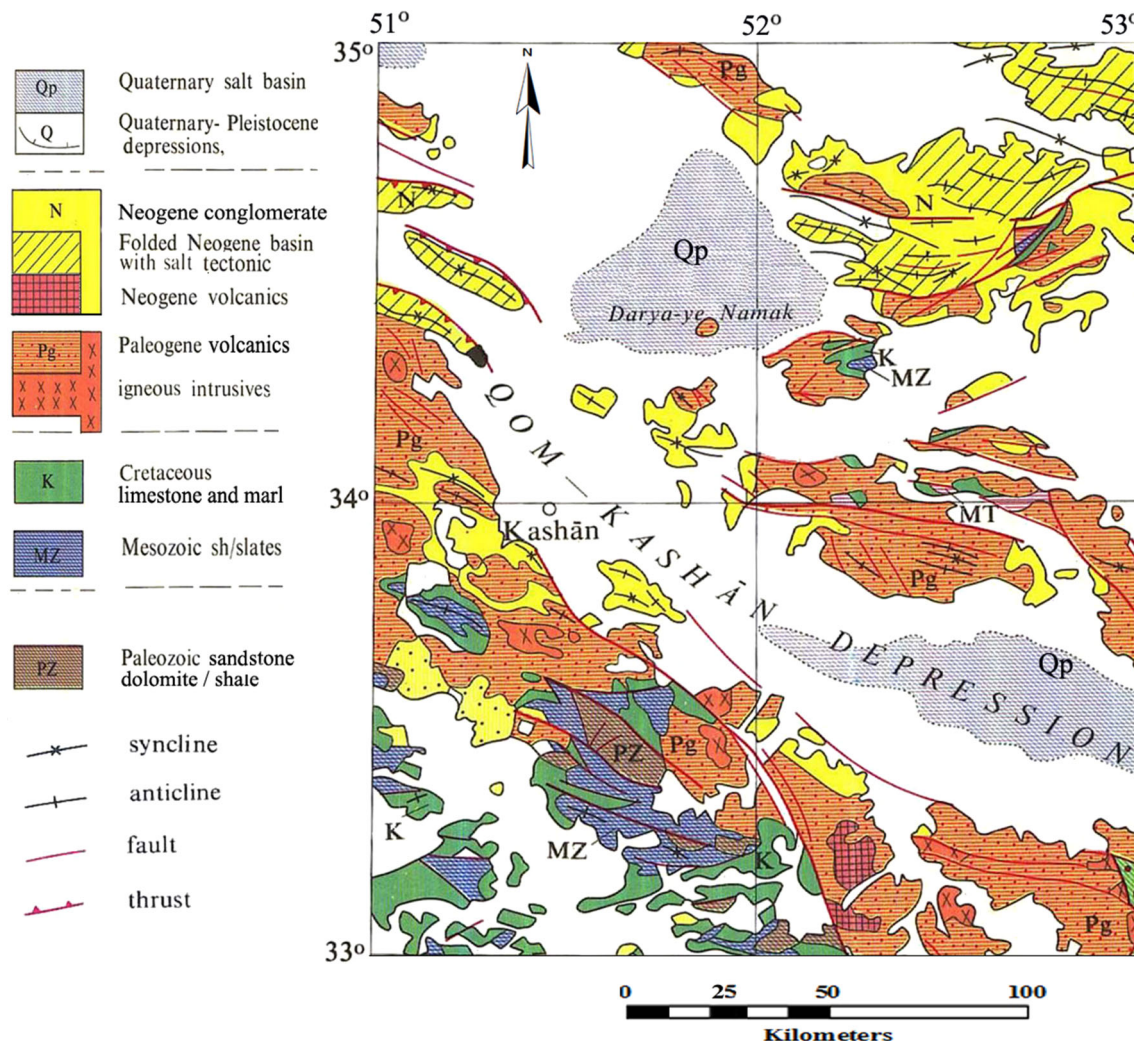 51°
52°
53°
35°
N
Qp
Quaternary salt basin
Q
Quaternary- Pleistocene
depressions,
N
Neogene conglomerate
Folded Neogene basin
with salt tectonic
Neogene volcanics
Pg
Paleogene volcanics
igneous intrusives
K
Cretaceous
limestone and marl
MZ
Mesozoic sh/slates
PZ
Paleozoic sandstone
dolomite / shale
syncline
anticline
fault
thrust
Pg
N
N
Qp
Darya-ye Namak
K
MZ
Pg
34°
Kashān
QOM — KASHĀN DEPRESSION
MT
Pg
Qp
PZ
Pg
K
MZ
K
33°
Pg
0 25 50 100
Kilometers